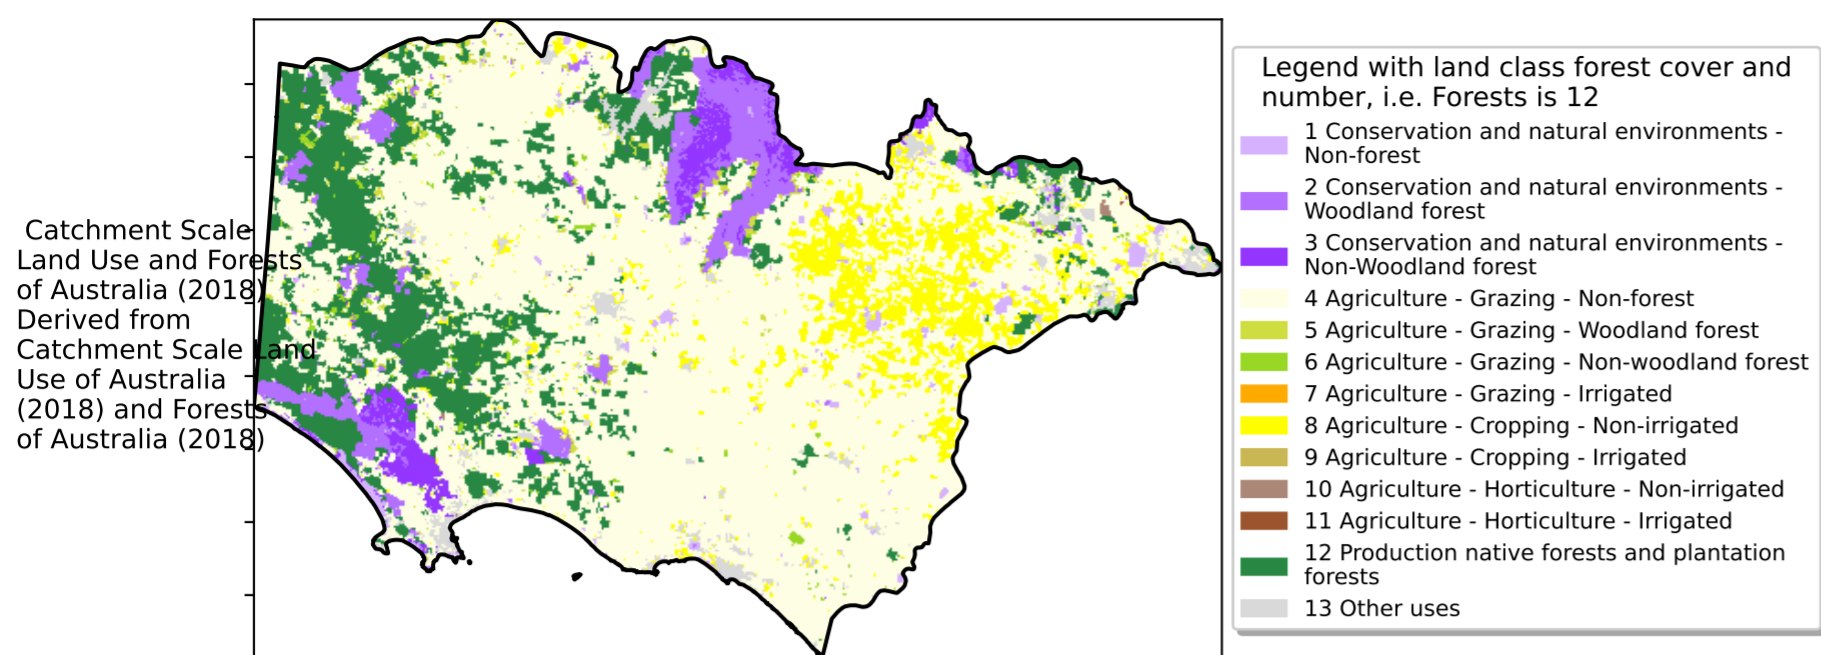 Catchment Scale
Land Use and Forests
of Australia (2018)
Derived from
Catchment Scale Land
Use of Australia
(2018) and Forests
of Australia (2018)
Legend with land class forest cover and
number, i.e. Forests is 12
1 Conservation and natural environments -
Non-forest
2 Conservation and natural environments -
Woodland forest
3 Conservation and natural environments -
Non-Woodland forest
4 Agriculture - Grazing - Non-forest
5 Agriculture - Grazing - Woodland forest
6 Agriculture - Grazing - Non-woodland forest
7 Agriculture - Grazing - Irrigated
8 Agriculture - Cropping - Non-irrigated
9 Agriculture - Cropping - Irrigated
10 Agriculture - Horticulture - Non-irrigated
11 Agriculture - Horticulture - Irrigated
12 Production native forests and plantation
forests
13 Other uses